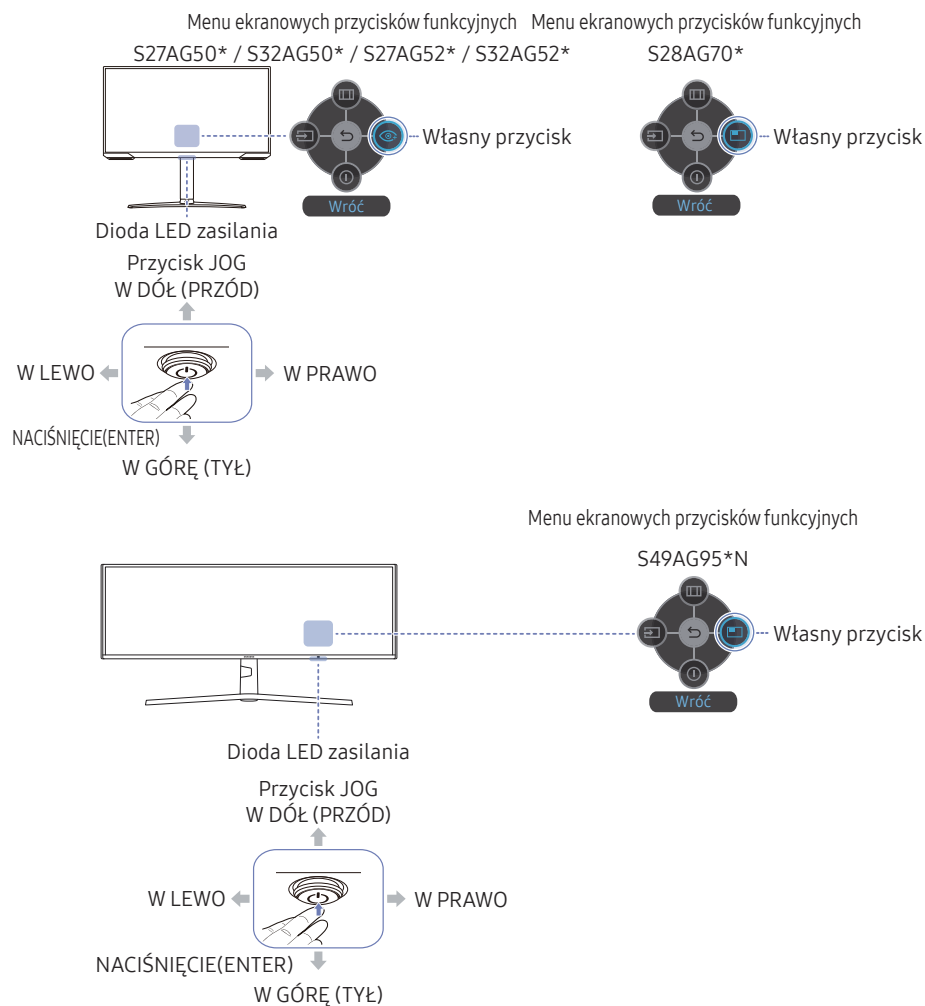 Menu ekranowych przycisków funkcyjnych
S27AG50* / S32AG50* / S27AG52* / S32AG52*
Menu ekranowych przycisków funkcyjnych
S28AG70*
Własny przycisk
Wróć
Własny przycisk
Wróć
Dioda LED zasilania
Przycisk JOG
W DÓŁ (PRZÓD)
W LEWO
W PRAWO
NACIŚNIĘCIE(ENTER)
W GÓRĘ (TYŁ)
Menu ekranowych przycisków funkcyjnych
S49AG95*N
Własny przycisk
Wróć
Dioda LED zasilania
Przycisk JOG
W DÓŁ (PRZÓD)
W LEWO
W PRAWO
NACIŚNIĘCIE(ENTER)
W GÓRĘ (TYŁ)